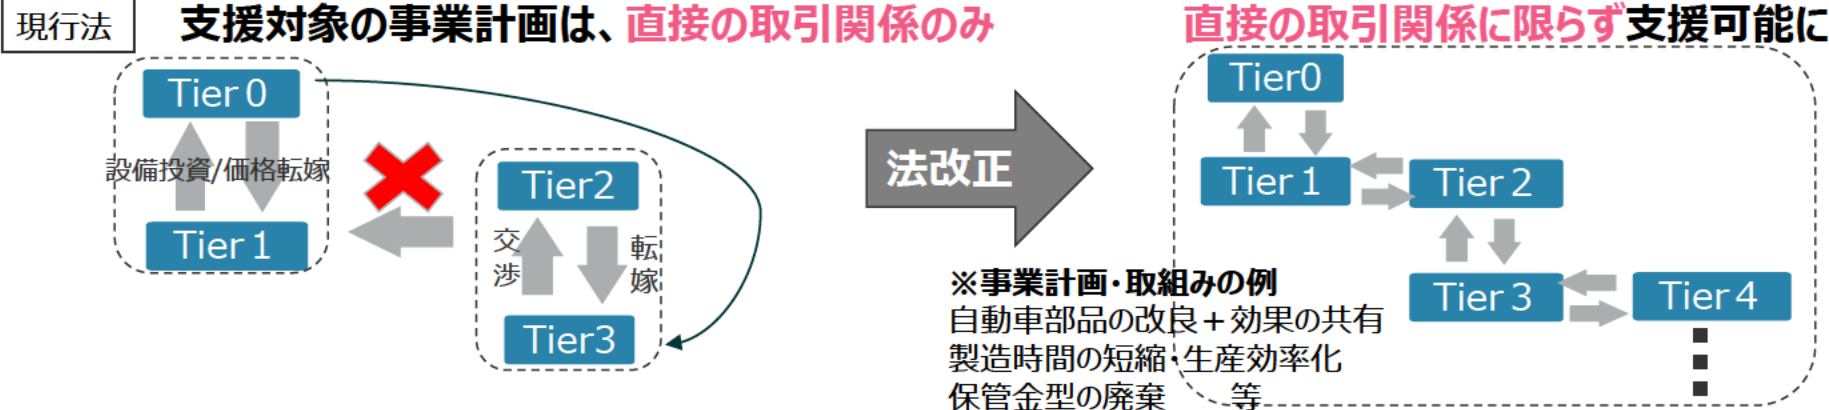 現行法
支援対象の事業計画は、直接の取引関係のみ
Tier 0
設備投資/価格転嫁
Tier 1
Tier2
交渉
転嫁
Tier3
法改正
直接の取引関係に限らず支援可能に
Tier0
Tier 1
Tier 2
Tier 3
Tier 4
※事業計画・取組みの例
自動車部品の改良＋効果の共有
製造時間の短縮・生産効率化
保管金型の廃棄　　等